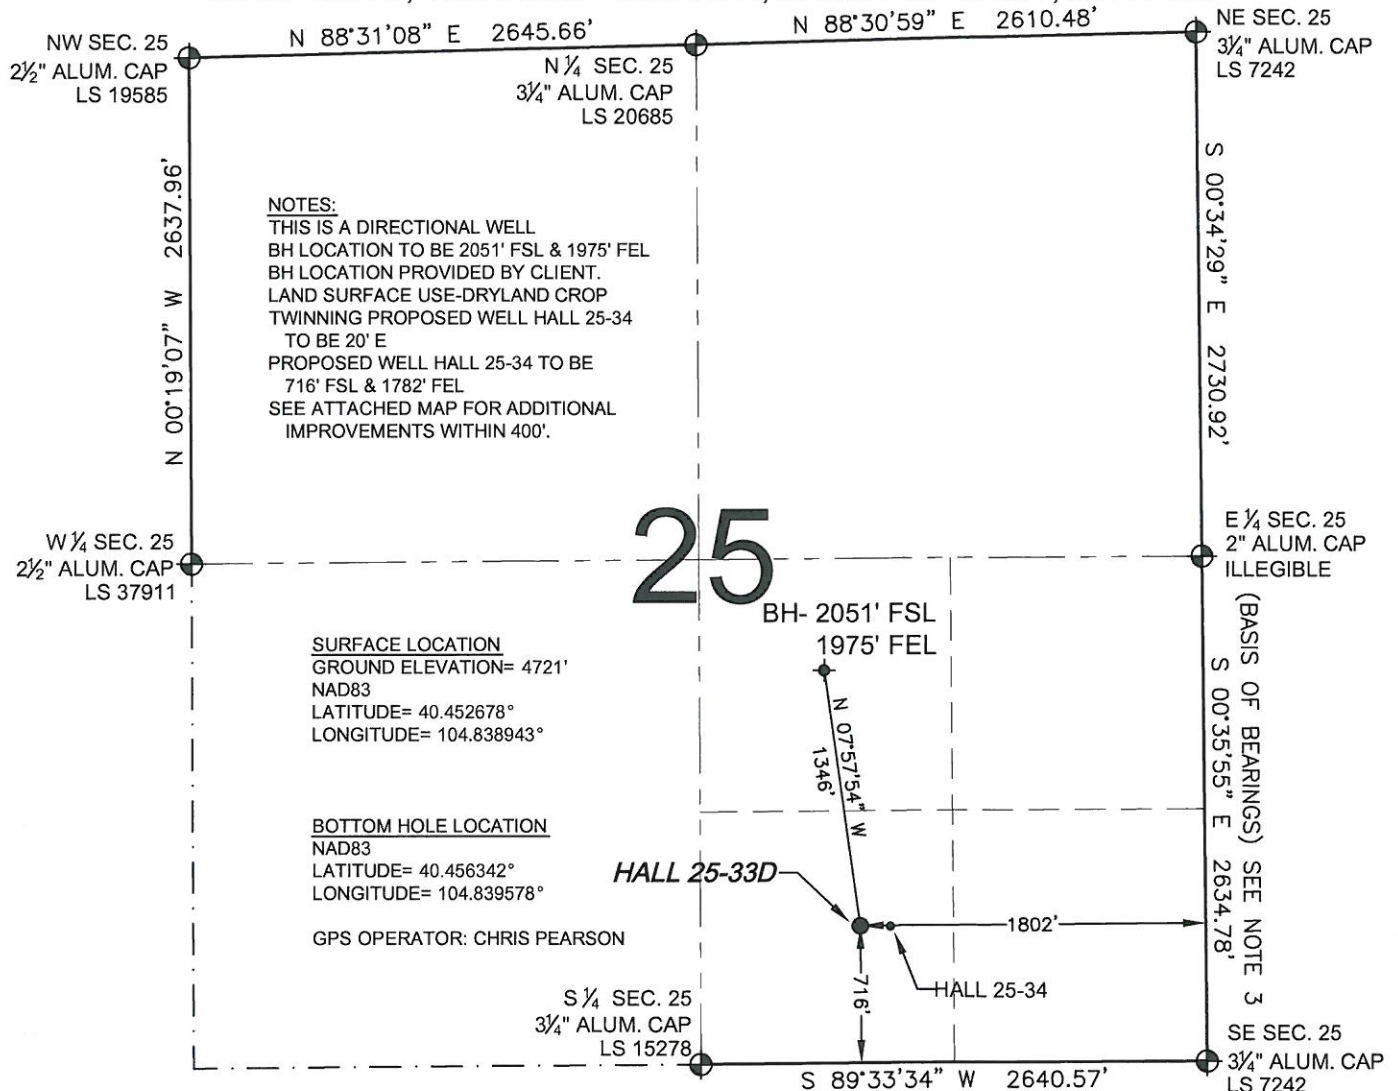 N 88°31'08" E 2645.66'
N 88°30'59" E 2610.48'
NW SEC. 25
2½" ALUM. CAP
LS 19585
N ¼ SEC. 25
3¼" ALUM. CAP
LS 20685
NE SEC. 25
3¼" ALUM. CAP
LS 7242
N 00°19'07" W 2637.96'
S 00°34'29" E 2730.92'
NOTES:
THIS IS A DIRECTIONAL WELL
BH LOCATION TO BE 2051' FSL & 1975' FEL
BH LOCATION PROVIDED BY CLIENT.
LAND SURFACE USE-DRYLAND CROP
TWINNING PROPOSED WELL HALL 25-34
TO BE 20' E
PROPOSED WELL HALL 25-34 TO BE
716' FSL & 1782' FEL
SEE ATTACHED MAP FOR ADDITIONAL
IMPROVEMENTS WITHIN 400'.
25
W ¼ SEC. 25
2½" ALUM. CAP
LS 37911
E ¼ SEC. 25
2" ALUM. CAP
ILLEGIBLE
BH- 2051' FSL
1975' FEL
SURFACE LOCATION
GROUND ELEVATION= 4721'
NAD83
LATITUDE= 40.452678°
LONGITUDE= 104.838943°
N 07°57'54" W
1346'
(BASIS OF BEARINGS) SEE NOTE 3
S 00°35'55" E 2634.78'
BOTTOM HOLE LOCATION
NAD83
LATITUDE= 40.456342°
LONGITUDE= 104.839578°
HALL 25-33D
GPS OPERATOR: CHRIS PEARSON
1802'
716'
HALL 25-34
S ¼ SEC. 25
3¼" ALUM. CAP
LS 15278
SE SEC. 25
3¼" ALUM. CAP
LS 7242
S 89°33'34" W 2640.57'